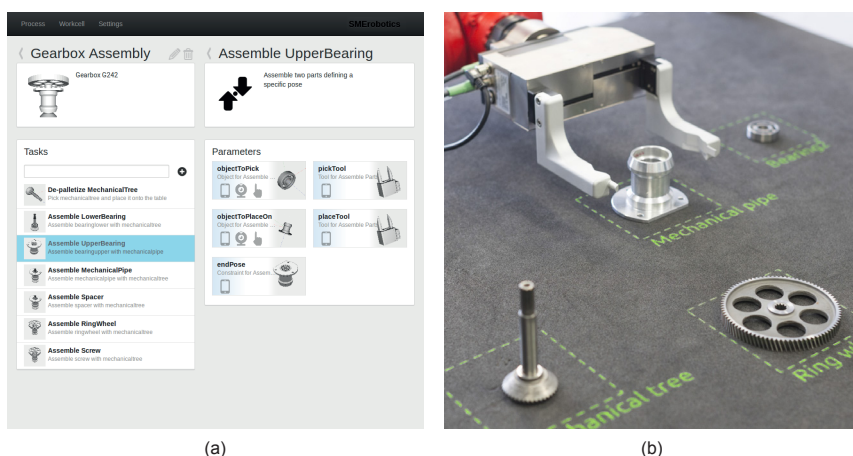 Process Workcell Settings
SMErobotics
Gearbox Assembly
Gearbox G242
Tasks
De-palletize MechanicalTree
Pick mechanicaltree and place it onto the table
Assemble LowerBearing
Assemble bearinglower with mechanicaltree
Assemble UpperBearing
Assemble bearingupper with mechanicalpipe
Assemble MechanicalPipe
Assemble mechanicalpipe with mechanicaltree
Assemble Spacer
Assemble spacer with mechanicaltree
Assemble RingWheel
Assemble ringwheel with mechanicaltree
Assemble Screw
Assemble screw with mechanicaltree
Assemble UpperBearing
Assemble two parts defining a
specific pose
Parameters
objectToPick
Object for Assemble ...
pickTool
Tool for Assemble Parts
objectToPlaceOn
Object for Assemble ...
placeTool
Tool for Assemble Parts
endPose
Constraint for Assem...
(a)
Bearings
Mechanical pipe
Ring w
chanical tree
(b)